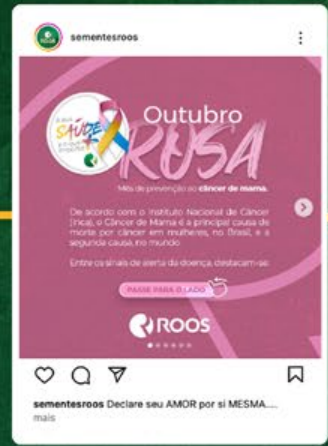 sementesroos
SAÚDE
Outubro
ROSA
Mês de prevenção ao câncer de mama.
De acordo com o Instituto Nacional de Câncer
(Inca), o Câncer de Mama é a principal causa de
morte por câncer em mulheres, no Brasil, e a
segunda causa, no mundo
Entre os sinais de alerta da doença, destacam-se:
PASSE PARA O LADO
ROOS
sementesroos Declare seu AMOR por si MESMA....
mais